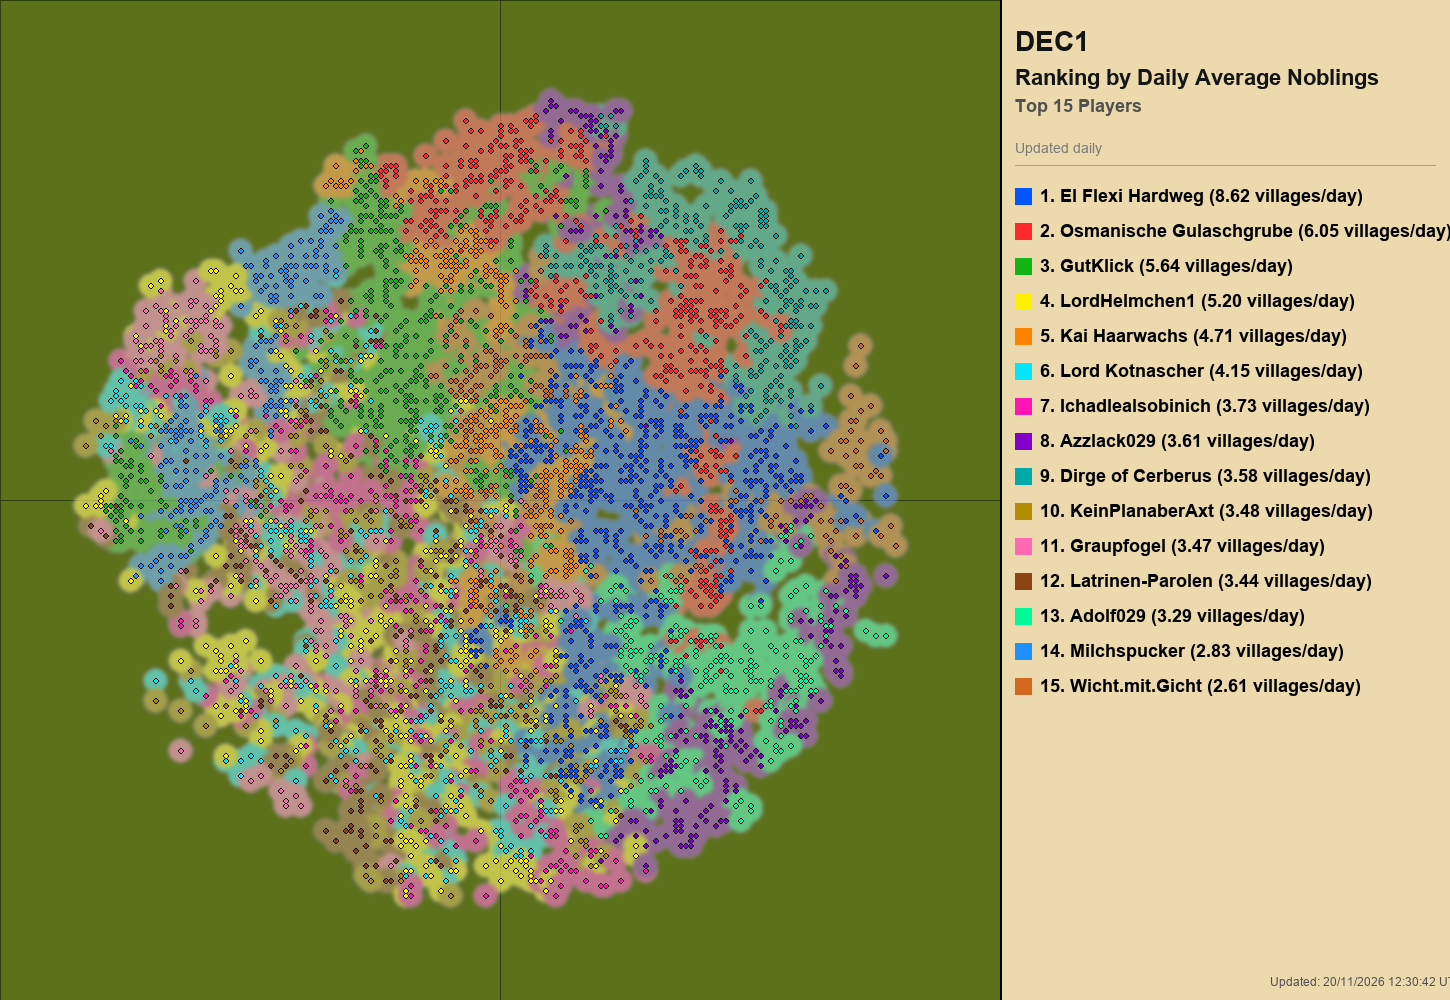 DEC1
Ranking by Daily Average Noblings
Top 15 Players
Updated daily
1. El Flexi Hardweg (8.62 villages/day)
2. Osmanische Gulaschgrube (6.05 villages/day)
3. GutKlick (5.64 villages/day)
4. LordHelmchen1 (5.20 villages/day)
5. Kai Haarwachs (4.71 villages/day)
6. Lord Kotnascher (4.15 villages/day)
7. Ichadlealsobinich (3.73 villages/day)
8. Azzlack029 (3.61 villages/day)
9. Dirge of Cerberus (3.58 villages/day)
10. KeinPlanaberAxt (3.48 villages/day)
11. Graupfogel (3.47 villages/day)
12. Latrinen-Parolen (3.44 villages/day)
13. Adolf029 (3.29 villages/day)
14. Milchspucker (2.83 villages/day)
15. Wicht.mit.Gicht (2.61 villages/day)
Updated: 20/11/2026 12:30:42